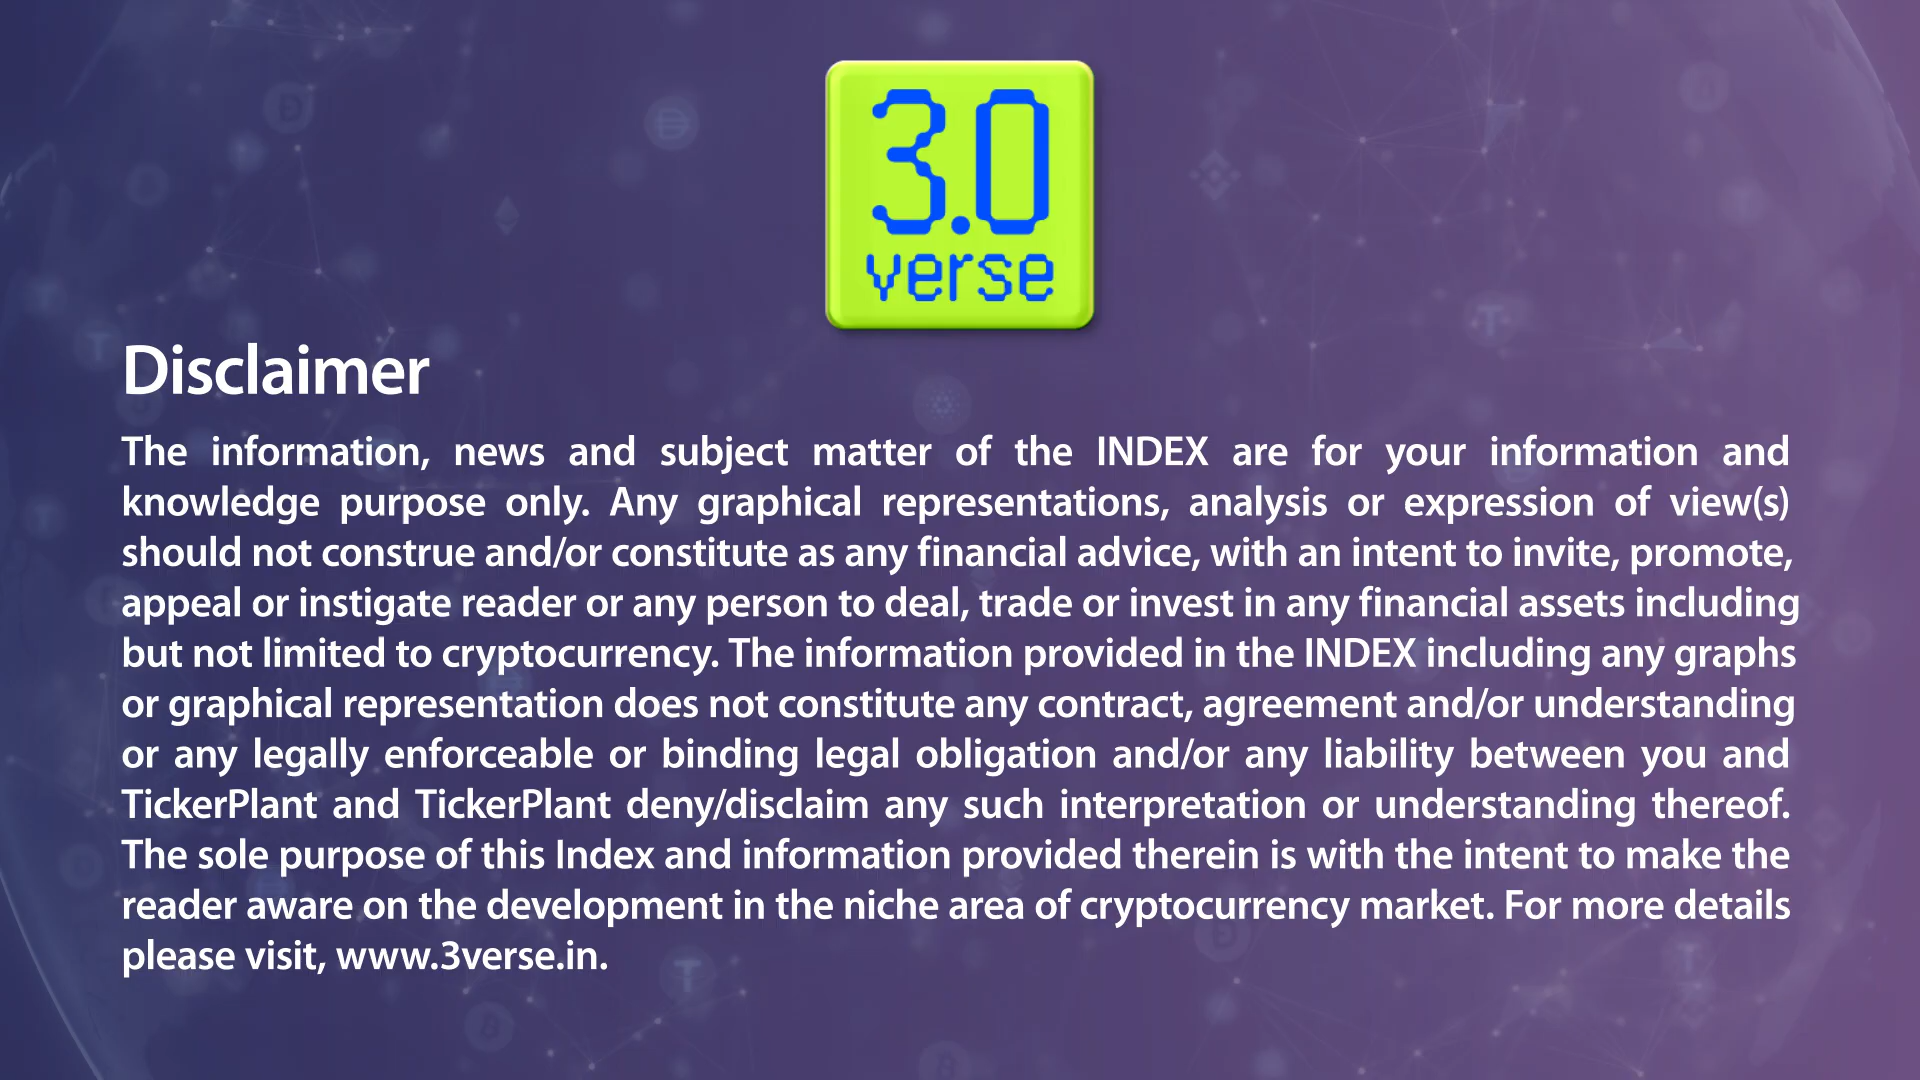 3.0
verse
Disclaimer
The information, news and subject matter of the INDEX are for your information and
knowledge purpose only. Any graphical representations, analysis or expression of view(s)
should not construe and/or constitute as any financial advice, with an intent to invite, promote,
appeal or instigate reader or any person to deal, trade or invest in any financial assets including
but not limited to cryptocurrency. The information provided in the INDEX including any graphs
or graphical representation does not constitute any contract, agreement and/or understanding
or any legally enforceable or binding legal obligation and/or any liability between you and
TickerPlant and TickerPlant deny/disclaim any such interpretation or understanding thereof.
The sole purpose of this Index and information provided therein is with the intent to make the
reader aware on the development in the niche area of cryptocurrency market. For more details
please visit, www.3verse.in.